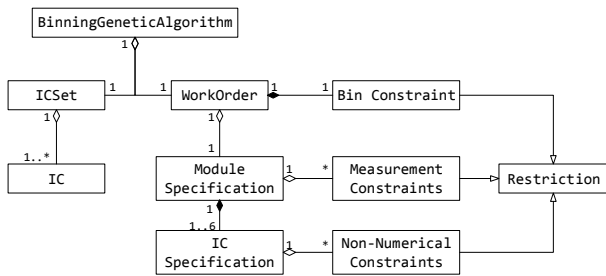 BinningGeneticAlgorithm
1
1
1
1
1
ICSet
WorkOrder
Bin Constraint
1
1
1..*
1
IC
Module
Specification
1
*
Measurement
Constraints
Restriction
1
1..6
IC
Specification
1
*
Non-Numerical
Constraints